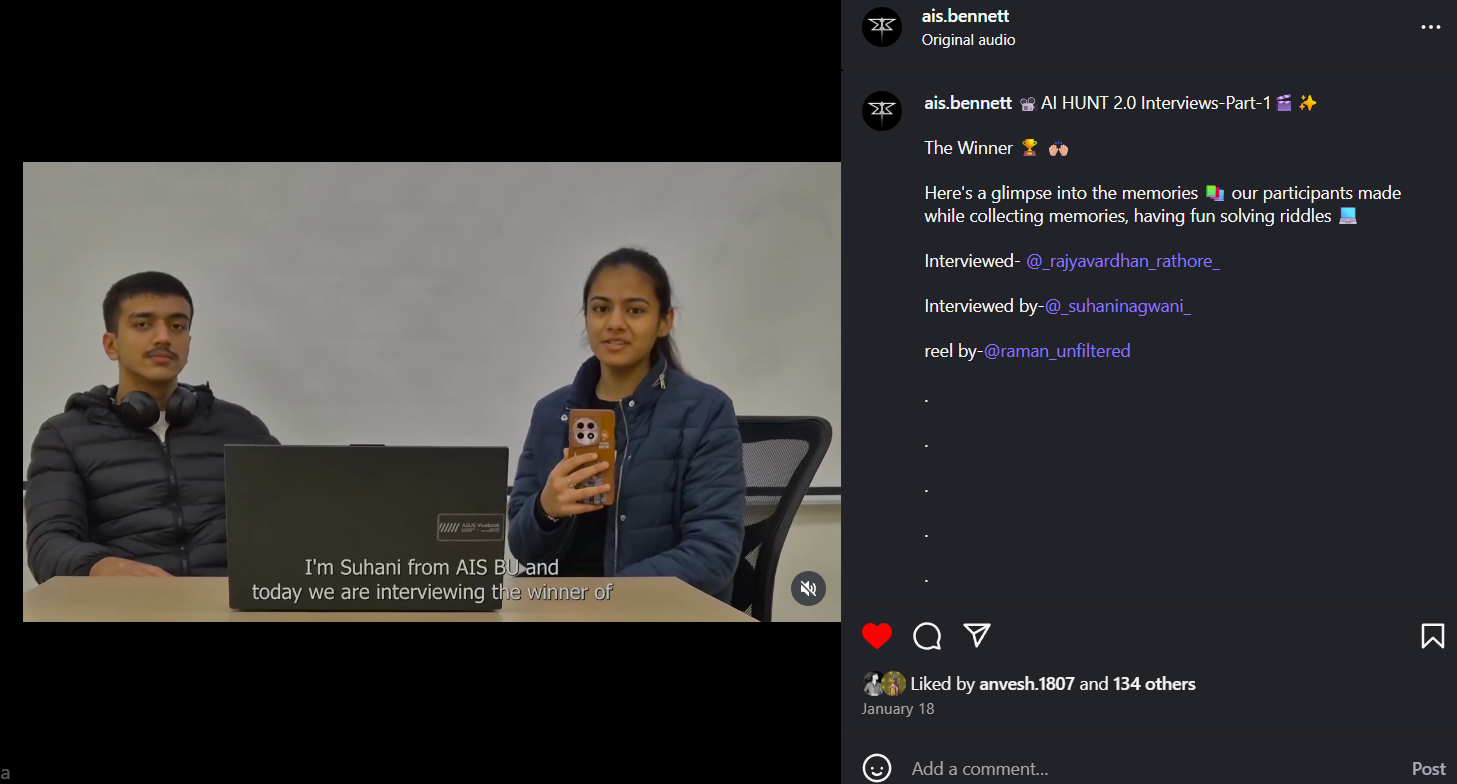 ais.bennett
Original audio
ais.bennett 📽️ AI HUNT 2.0 Interviews-Part-1 🎬 ✨
The Winner 🏆 🙌🏼
Here's a glimpse into the memories our participants made
while collecting memories, having fun solving riddles 💻
Interviewed- @_rajyavardhan_rathore_
Interviewed by-@_suhaninagwani_
reel by-@raman_unfiltered
.
.
.
.
.
ASUS Vivobook
I'm Suhani from AIS BU and
today we are interviewing the winner of
Liked by anvesh.1807 and 134 others
January 18
Add a comment...
Post
a